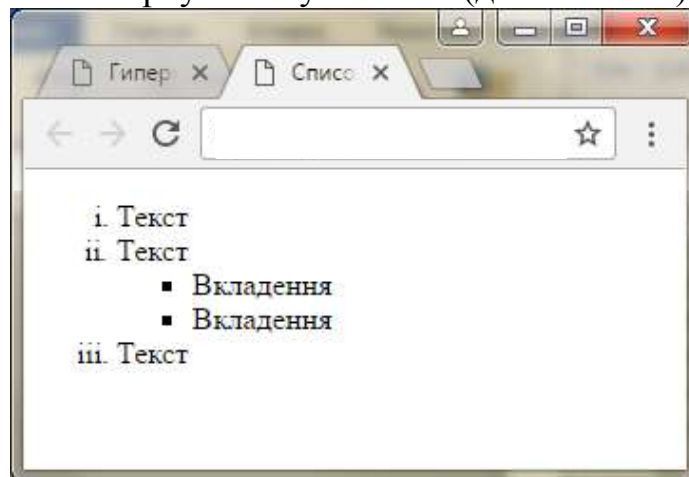 Гипер
Списо
i. Текст
ii. Текст
▪ Вкладення
▪ Вкладення
iii. Текст